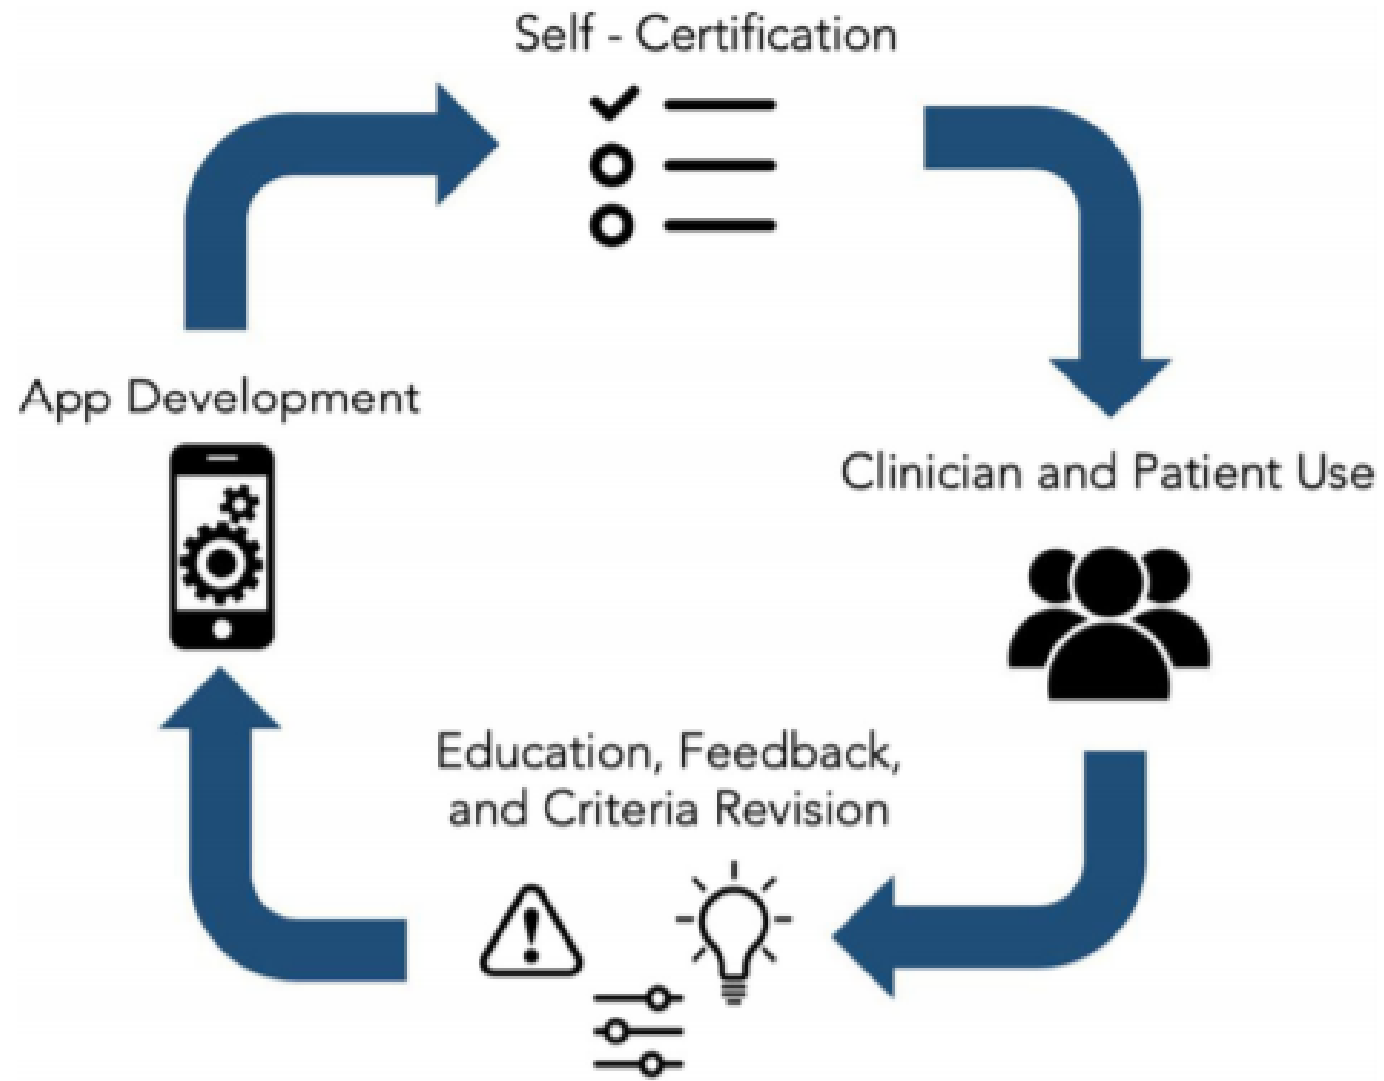 Self - Certification
App Development
Clinician and Patient Use
Education, Feedback,
and Criteria Revision